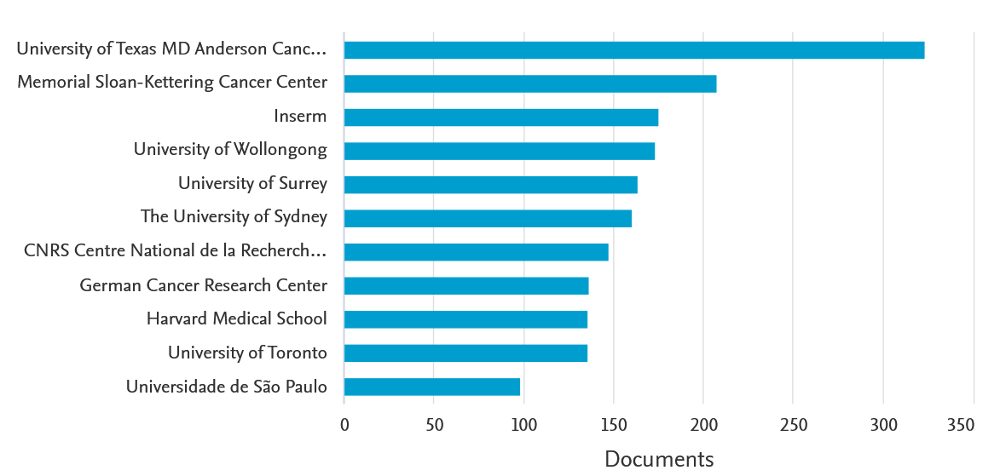 University of Texas MD Anderson Canc...
Memorial Sloan-Kettering Cancer Center
Inserm
University of Wollongong
University of Surrey
The University of Sydney
CNRS Centre National de la Recherch...
German Cancer Research Center
Harvard Medical School
University of Toronto
Universidade de São Paulo
0 50 100 150 200 250 300 350
Documents